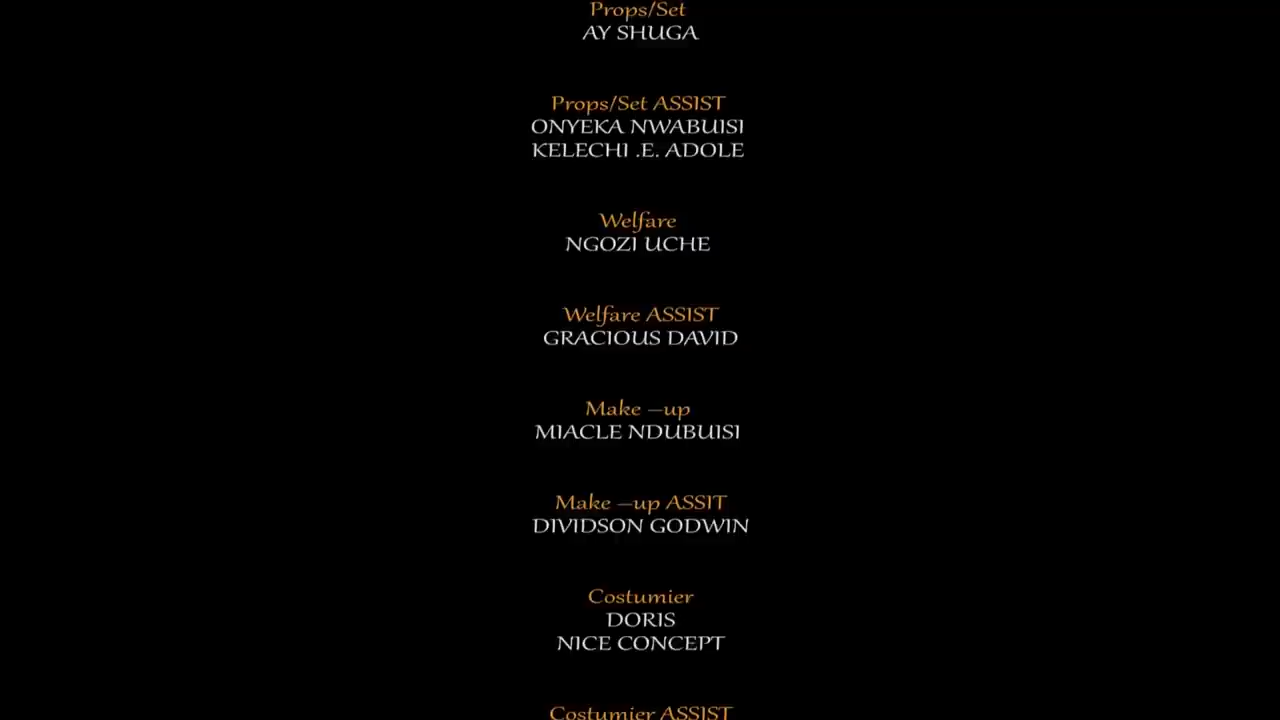 Props/Set
AY SHUGA
Props/Set ASSIST
ONYEKA NWABUISI
KELECHI .E. ADOLE
Welfare
NGOZI UCHE
Welfare ASSIST
GRACIOUS DAVID
Make –up
MIACLE NDUBUISI
Make –up ASSIT
DIVIDSON GODWIN
Costumier
DORIS
NICE CONCEPT
Costumier ASSIST